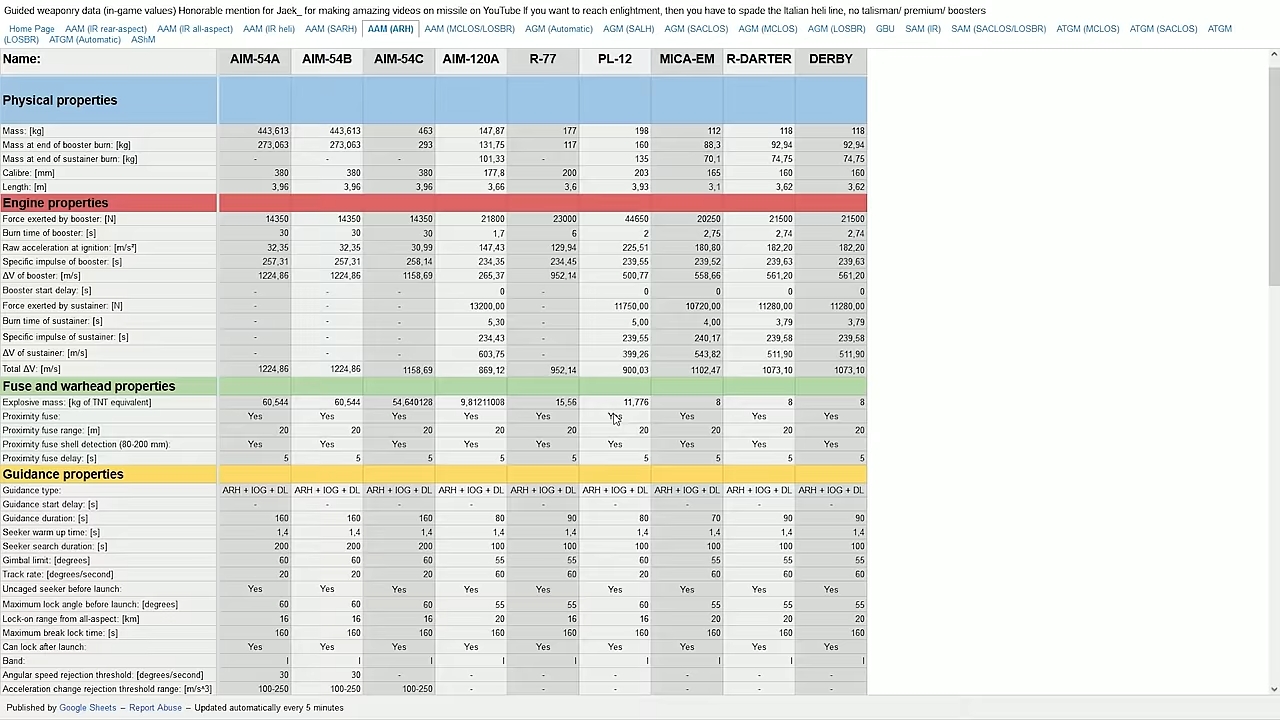 Guided weaponry data (in-game values) Honorable mention for Jaek_ for making amazing videos on missile on YouTube If you want to reach enlightment, then you have to spade the Italian heli line, no talisman/ premium/ boosters
Home Page AAM (IR rear-aspect) AAM (IR all-aspect) AAM (IR heli) AAM (SARH) AAM (ARH) AAM (MCLOS/LOSBR) AGM (Automatic) AGM (SALH) AGM (SACLOS) AGM (MCLOS) AGM (LOSBR) GBU SAM (IR) SAM (SACLOS/LOSBR) ATGM (MCLOS) ATGM (SACLOS) ATGM
(LOSBR) ATGM (Automatic) AShM
Name: AIM-54A AIM-54B AIM-54C AIM-120A R-77 PL-12 MICA-EM R-DARTER DERBY
Physical properties
Mass: [kg] 443,613 443,613 463 147,87 177 198 112 118 118
Mass at end of booster burn: [kg] 273,063 273,063 293 131,75 117 160 88,3 92,94 92,94
Mass at end of sustainer burn: [kg] - - - 101,33 - 135 70,1 74,75 74,75
Calibre: [mm] 380 380 380 177,8 200 203 165 160 160
Length: [m] 3,96 3,96 3,96 3,66 3,6 3,93 3,1 3,62 3,62
Engine properties
Force exerted by booster: [N] 14350 14350 14350 21800 23000 44650 20250 21500 21500
Burn time of booster: [s] 30 30 30 1,7 6 2 2,75 2,74 2,74
Raw acceleration at ignition: [m/s²] 32,35 32,35 30,99 147,43 129,94 225,51 180,80 182,20 182,20
Specific impulse of booster: [s] 257,31 257,31 258,14 234,35 234,45 239,55 239,52 239,63 239,63
ΔV of booster: [m/s] 1224,86 1224,86 1158,69 265,37 952,14 500,77 558,66 561,20 561,20
Booster start delay: [s] - - - 0 - 0 0 0 0
Force exerted by sustainer: [N] - - - 13200,00 - 11750,00 10720,00 11280,00 11280,00
Burn time of sustainer: [s] - - - 5,30 - 5,00 4,00 3,79 3,79
Specific impulse of sustainer: [s] - - - 234,43 - 239,55 240,17 239,58 239,58
ΔV of sustainer: [m/s] - - - 603,75 - 399,26 543,82 511,90 511,90
Total ΔV: [m/s] 1224,86 1224,86 1158,69 869,12 952,14 900,03 1102,47 1073,10 1073,10
Fuse and warhead properties
Explosive mass: [kg of TNT equivalent] 60,544 60,544 54,640128 9,81211008 15,56 11,776 8 8 8
Proximity fuse: Yes Yes Yes Yes Yes Yes Yes Yes Yes
Proximity fuse range: [m] 20 20 20 20 20 20 20 20 20
Proximity fuse shell detection (80-200 mm): Yes Yes Yes Yes Yes Yes Yes Yes Yes
Proximity fuse delay: [s] 5 5 5 5 5 5 5 5 5
Guidance properties
Guidance type: ARH + IOG + DL ARH + IOG + DL ARH + IOG + DL ARH + IOG + DL ARH + IOG + DL ARH + IOG + DL ARH + IOG + DL ARH + IOG + DL ARH + IOG + DL
Guidance start delay: [s] - - - - - - - - -
Guidance duration: [s] 160 160 160 80 90 80 70 90 90
Seeker warm up time: [s] 1,4 1,4 1,4 1,4 1,4 1,4 1,4 1,4 1,4
Seeker search duration: [s] 200 200 200 100 100 100 100 100 100
Gimbal limit: [degrees] 60 60 60 55 55 60 55 55 55
Track rate: [degrees/second] 20 20 20 60 60 20 60 60 60
Uncaged seeker before launch: Yes Yes Yes Yes Yes Yes Yes Yes Yes
Maximum lock angle before launch: [degrees] 60 60 60 55 55 60 55 55 55
Lock-on range from all-aspect: [km] 16 16 16 20 16 16 20 20 20
Maximum break lock time: [s] 160 160 160 160 160 160 160 160 160
Can lock after launch: Yes Yes Yes Yes Yes Yes Yes Yes Yes
Band: I I I I I I I I I
Angular speed rejection threshold: [degrees/second] 30 30 - - - - - - -
Acceleration change rejection threshold range: [m/s^3] 100-250 100-250 100-250 - - - - - -
Published by Google Sheets – Report Abuse – Updated automatically every 5 minutes